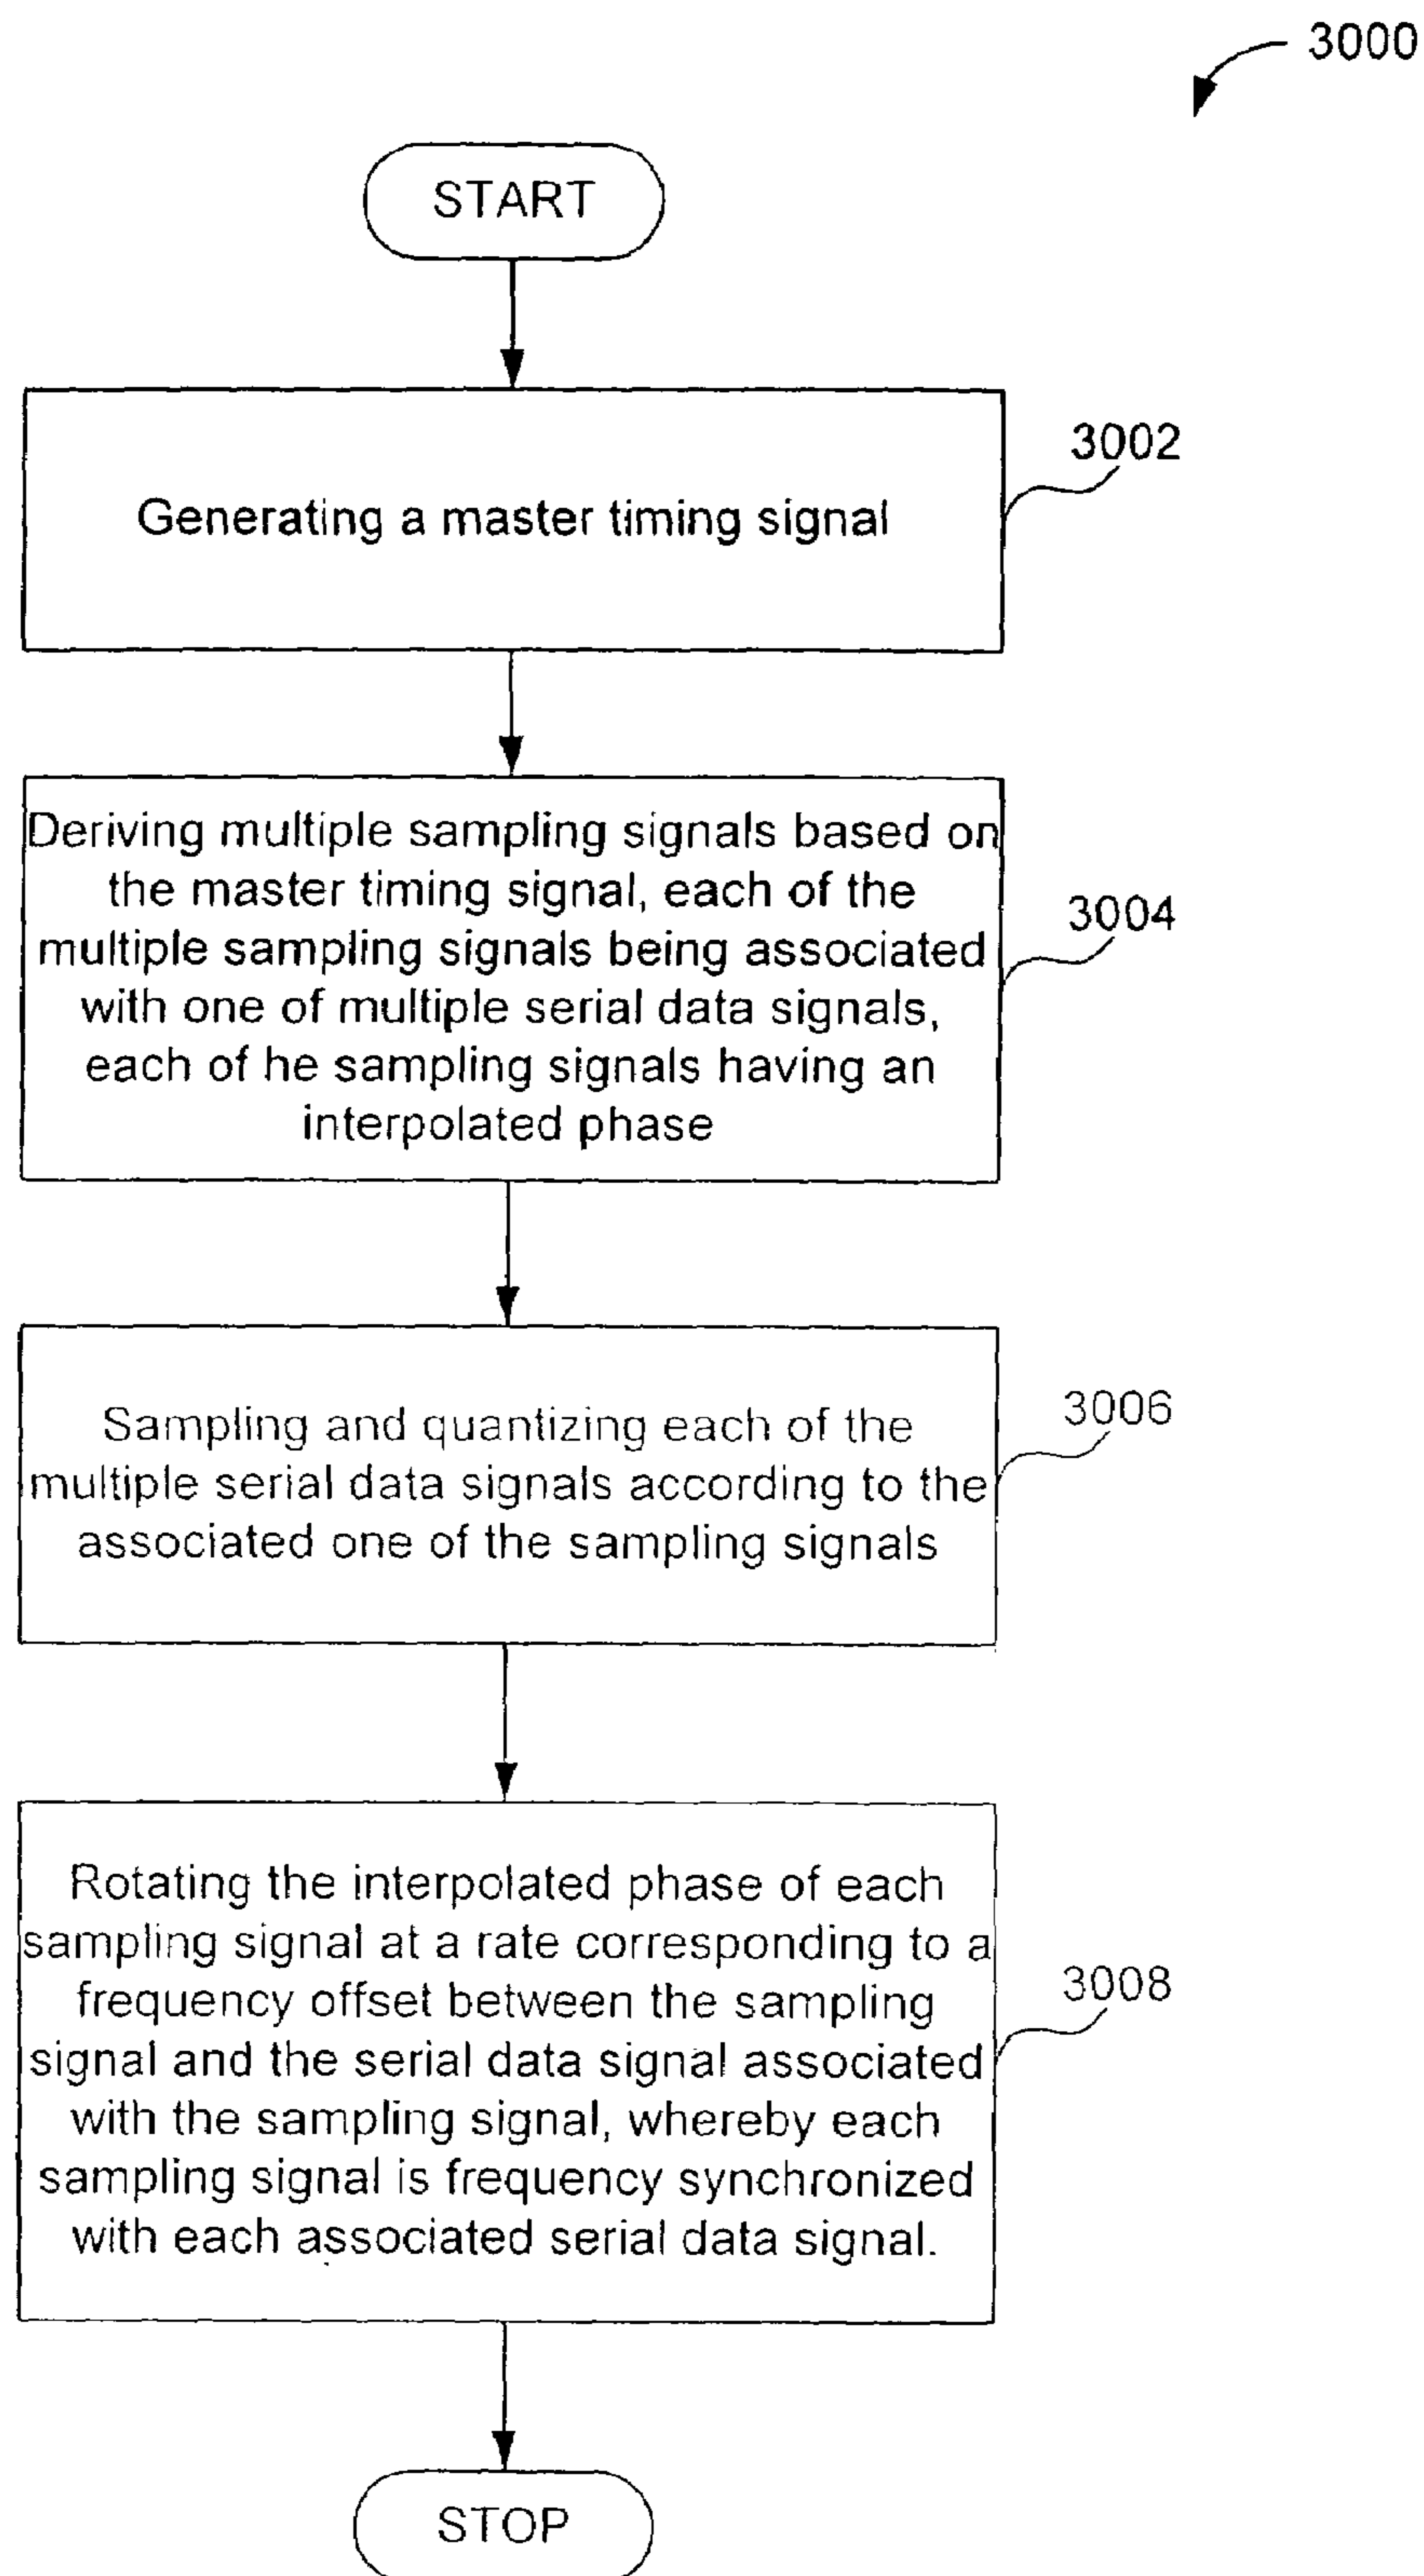 3000
START
3002
Generating a master timing signal
Deriving multiple sampling signals based on
the master timing signal, each of the
3004
multiple sampling signals being associated
with one of multiple serial data signals,
each of he sampling signals having an
interpolated phase
3006
Sampling and quantizing each of the
multiple serial data signals according to the
associated one of the sampling signals
Rotating the interpolated phase of each
sampling signal at a rate corresponding to a
3008
frequency offset between the sampling
signal and the serial data signal associated
with the sampling signal, whereby each
sampling signal is frequency synchronized
with each associated serial data signal.
STOP